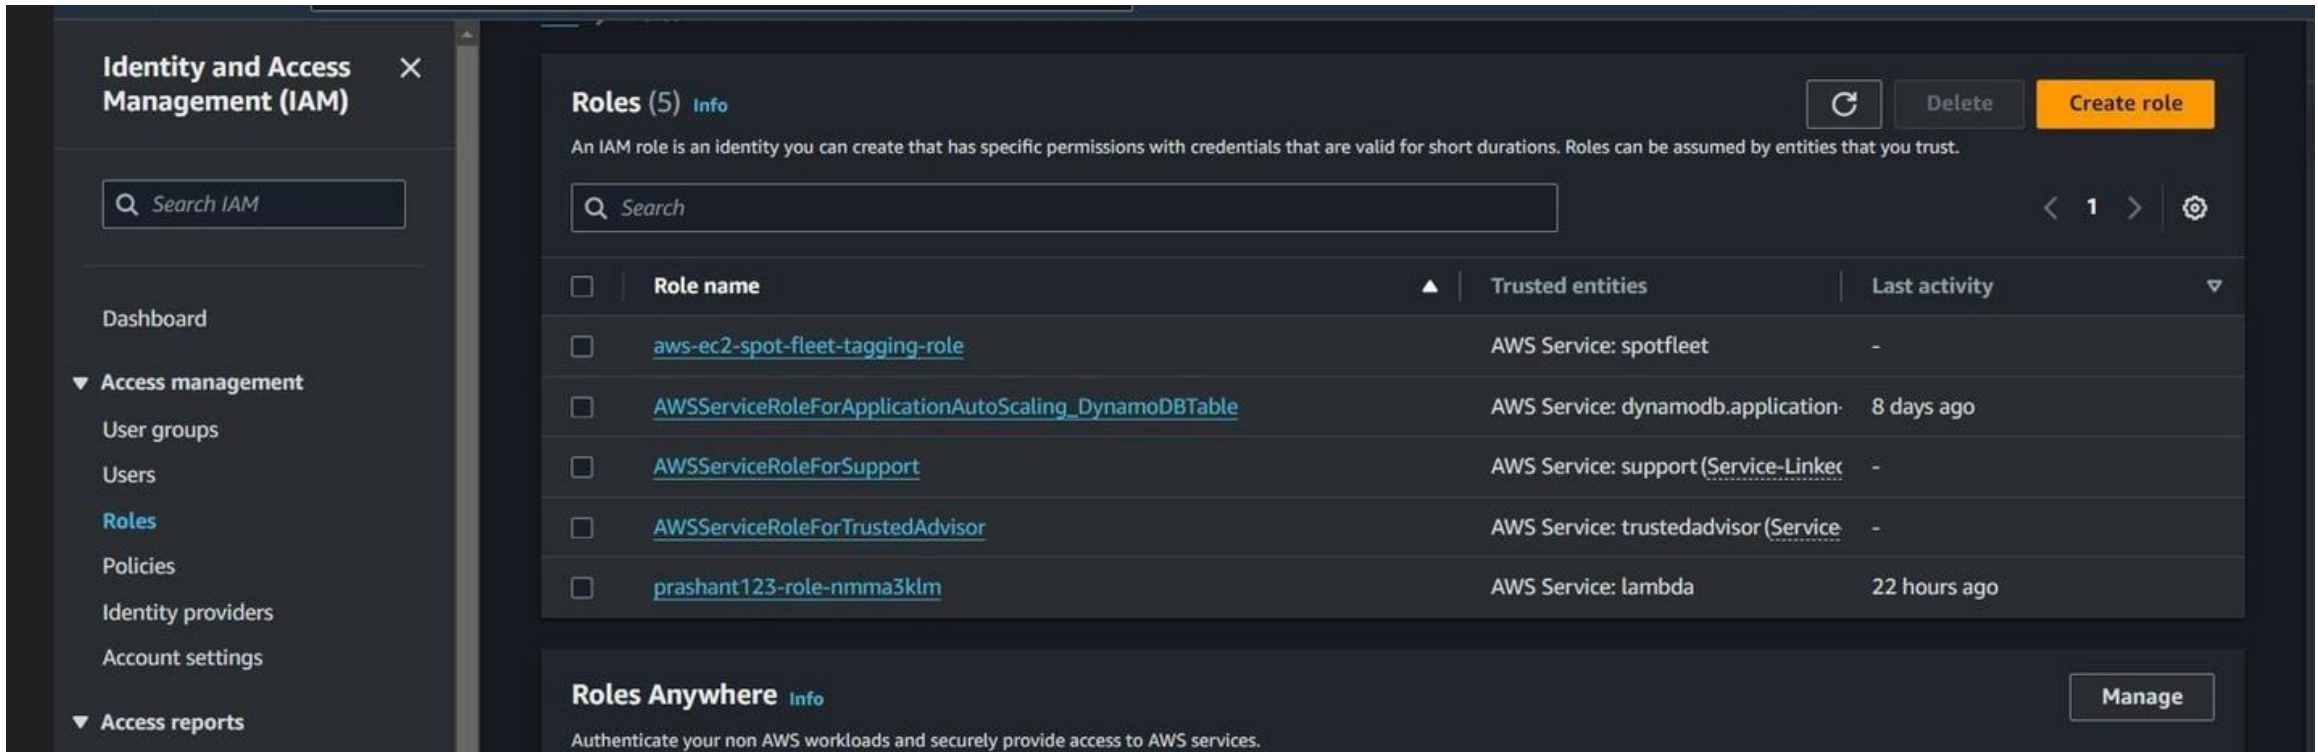 Identity and Access
Management (IAM)
Search IAM
Dashboard
Access management
User groups
Users
Roles
Policies
Identity providers
Account settings
Access reports
Roles (5) Info
Delete
Create role
An IAM role is an identity you can create that has specific permissions with credentials that are valid for short durations. Roles can be assumed by entities that you trust.
Search
1
Role name Trusted entities Last activity
aws-ec2-spot-fleet-tagging-role AWS Service: spotfleet -
AWSServiceRoleForApplicationAutoScaling_DynamoDBTable AWS Service: dynamodb.application- 8 days ago
AWSServiceRoleForSupport AWS Service: support (Service-Linked -
AWSServiceRoleForTrustedAdvisor AWS Service: trustedadvisor (Service- -
prashant123-role-nmma3klm AWS Service: lambda 22 hours ago
Roles Anywhere Info
Manage
Authenticate your non AWS workloads and securely provide access to AWS services.